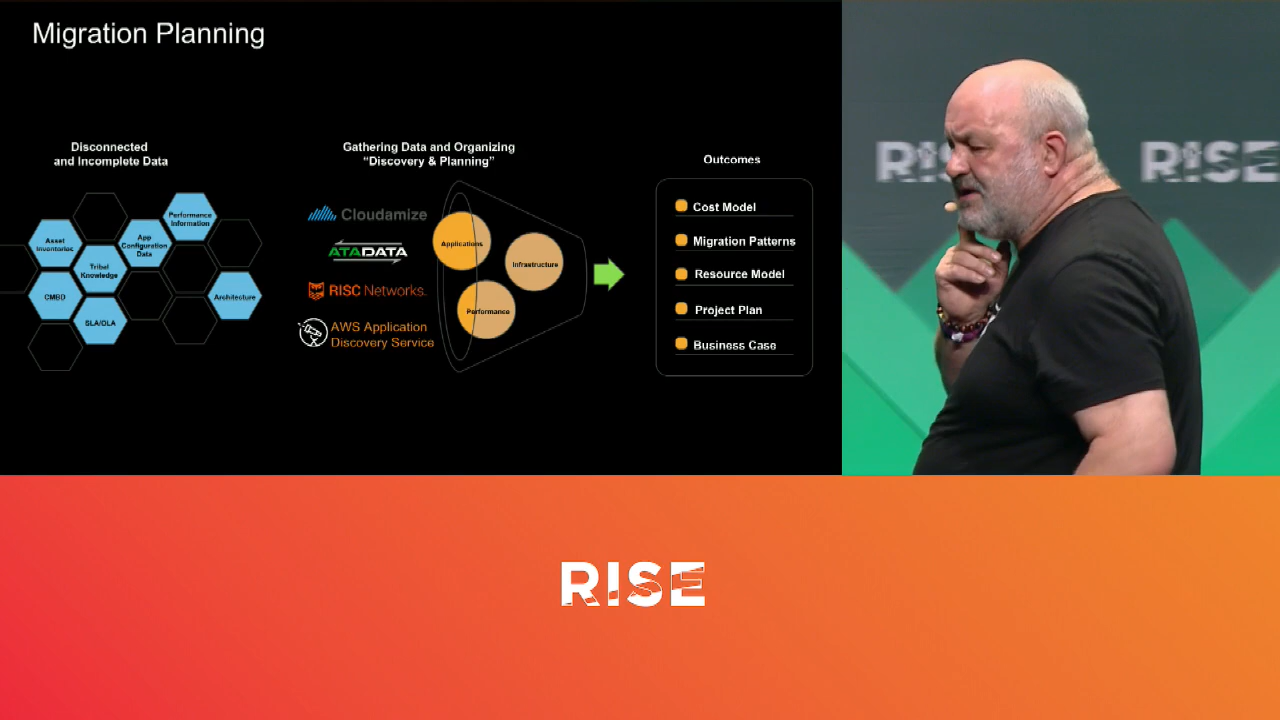 Migration Planning
Disconnected
and Incomplete Data
Performance
Information
Asset
Inventories
App
Configuration
Data
Tribal
Knowledge
CMBD
Architecture
SLA/OLA
Gathering Data and Organizing
“Discovery & Planning”
Cloudamize
ATADATA
RISC Networks.
AWS Application
Discovery Service
Applications
Infrastructure
Performance
Outcomes
Cost Model
Migration Patterns
Resource Model
Project Plan
Business Case
RISE
RISE
RISE